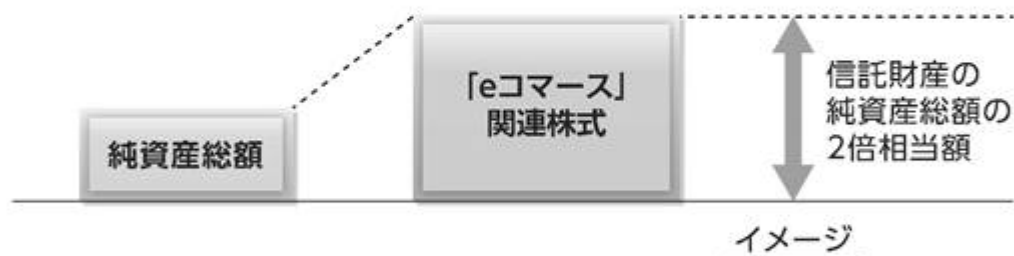 純資産総額
「eコマース」
関連株式
信託財産の
純資産総額の
2倍相当額
イメージ